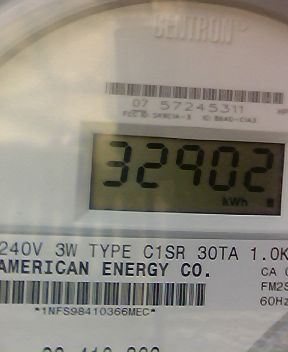 CENTRON®
07 57245311
32902
kWh
240V 3W TYPE C1SR 30TA 1.0K
AMERICAN ENERGY CO.
CA
FM2S
60Hz
*1NFS98410366MEC*